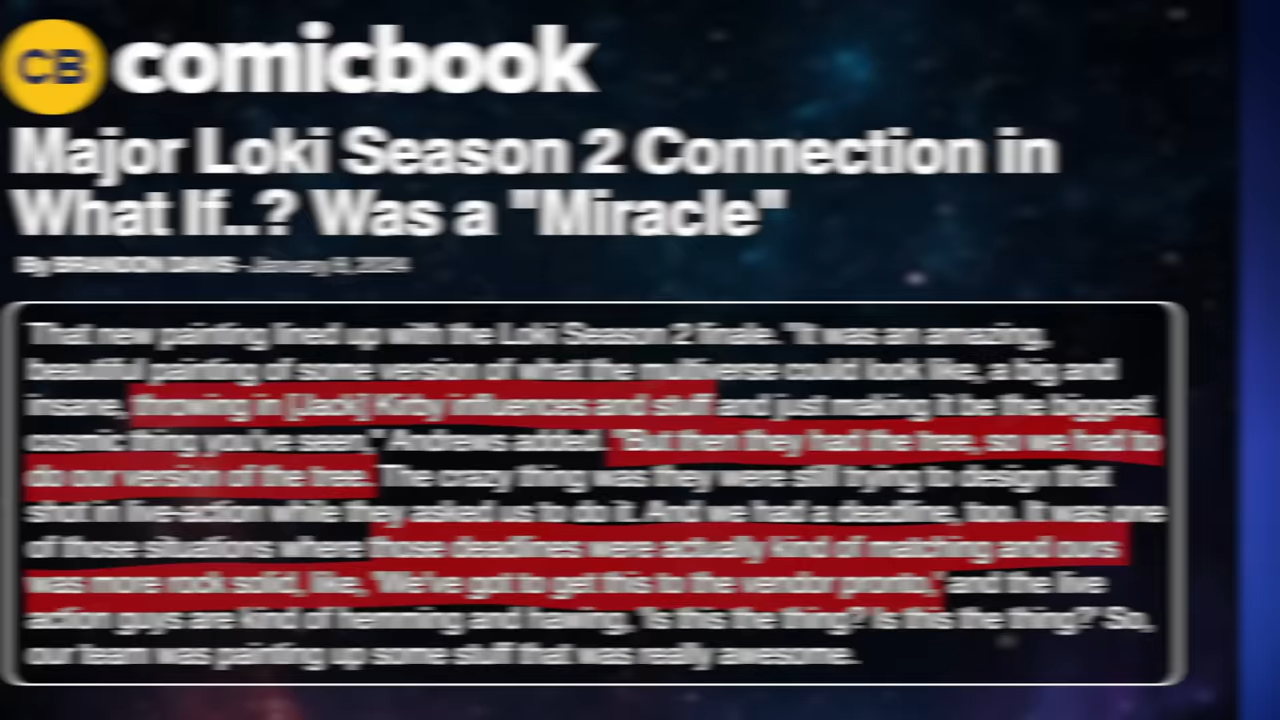 CB comicbook
Major Loki Season 2 Connection in
What If...? Was a "Miracle"
By BRANDON DAVIS - January 2024
That new painting lined up with the Loki Season 2 finale. "It was an amazing,
beautiful painting of some version of what the multiverse could look like, a big and
insane, throwing in [Jack] Kirby influences and stuff and just making it be the biggest
cosmic thing you've seen." Andrews added. "But then they had the tree, so we had to
do our version of the tree. The crazy thing was they were still trying to design that
shot in live-action while they asked us to do it. And we had a deadline, too. It was one
of those situations where those deadlines were actually kind of matching and ours
was more rock solid, like, 'We've got to get this to the vendor pronto,' and the live
action guys are kind of hemming and hawing, 'Is this the thing? Is this the thing?' So,
our team was painting up some stuff that was really awesome.